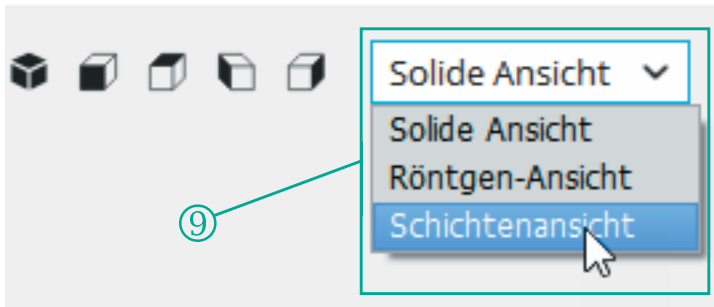 Solide Ansicht
Solide Ansicht
Röntgen-Ansicht
Schichtenansicht
⑨